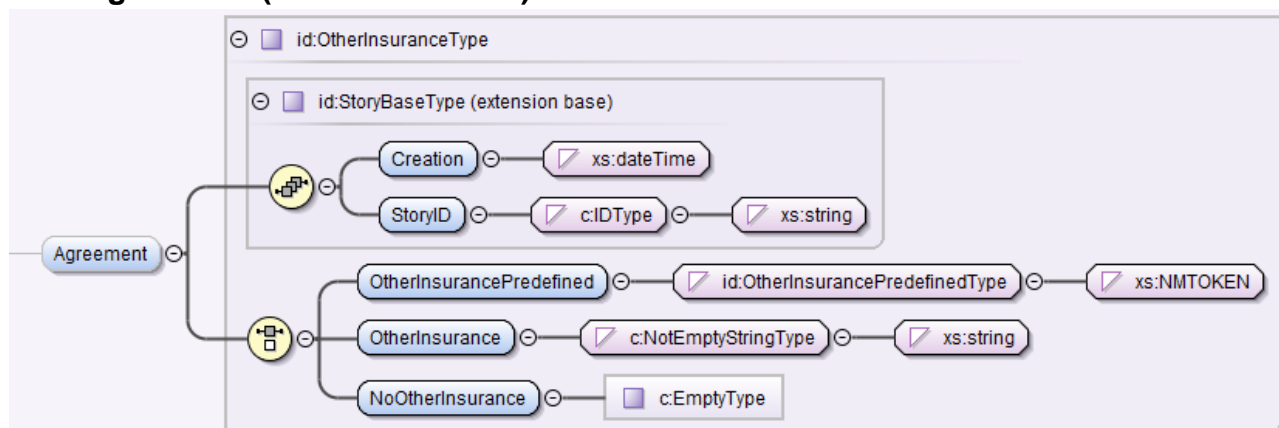 id:OtherInsuranceType
id:StoryBaseType (extension base)
Creation xs:dateTime
StoryID c:IDType xs:string
Agreement
OtherInsurancePredefined id:OtherInsurancePredefinedType xs:NMTOKEN
OtherInsurance c:NotEmptyStringType xs:string
NoOtherInsurance c:EmptyType